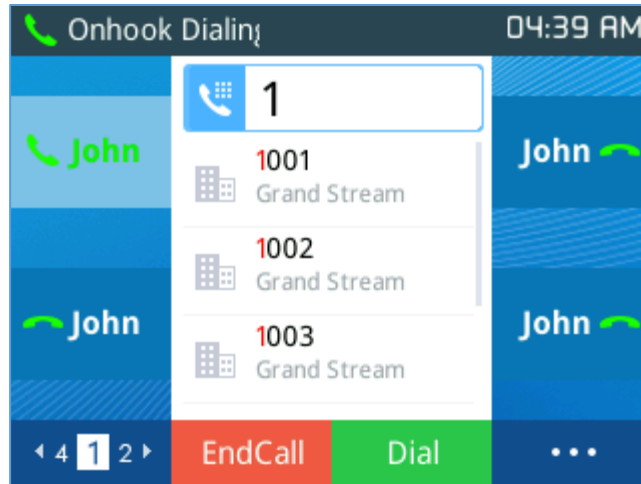 Onhook Dialing
04:39 AM
1
John
John
1001
Grand Stream
1002
Grand Stream
John
John
1003
Grand Stream
4 1 2
EndCall
Dial
...